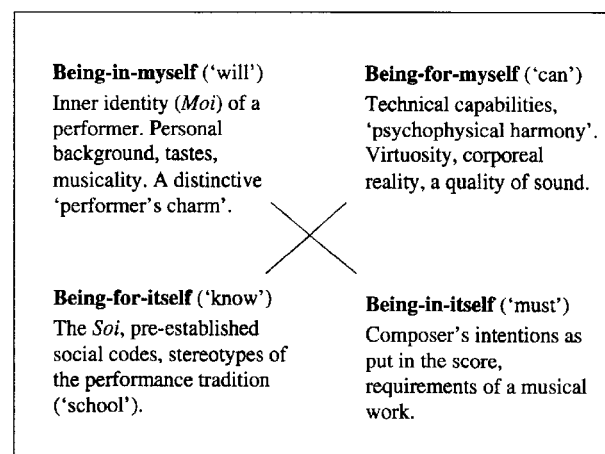 Being-in-myself ('will')
Inner identity (Moi) of a
performer. Personal
background, tastes,
musicality. A distinctive
'performer's charm'.
Being-for-myself ('can')
Technical capabilities,
'psychophysical harmony'.
Virtuosity, corporeal
reality, a quality of sound.
Being-for-itself ('know')
The Soi, pre-established
social codes, stereotypes of
the performance tradition
('school').
Being-in-itself ('must')
Composer's intentions as
put in the score,
requirements of a musical
work.